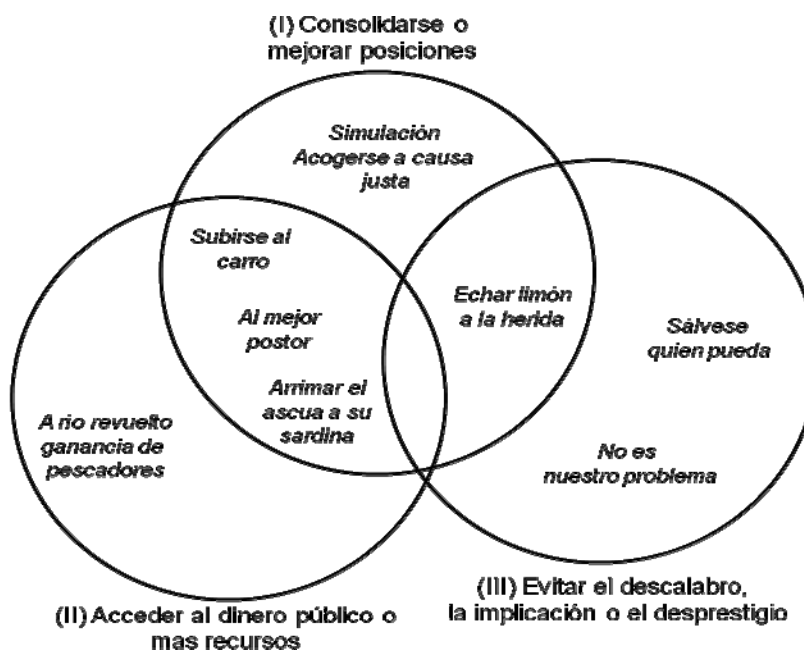 (I) Consolidarse o
mejorar posiciones
Simulación
Acogerse a causa
justa
Subirse al
carro
Echar limón
a la herida
Al mejor
postor
Sálvese
quien pueda
Arrimar el
ascua a su
sardina
A rio revuelto
ganancia de
pescadores
No es
nuestro problema
(II) Acceder al dinero público o
mas recursos
(III) Evitar el descalabro,
la implicación o el desprestigio